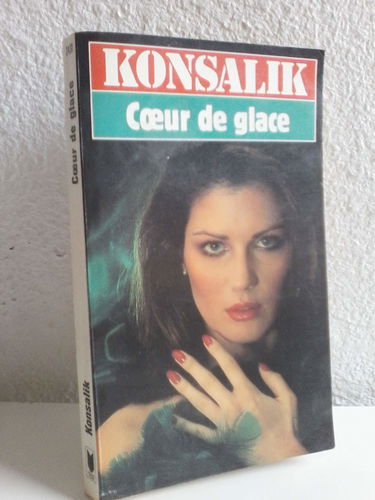 KONSALIK
Cœur de glace
Cœur de glace
Konsalik